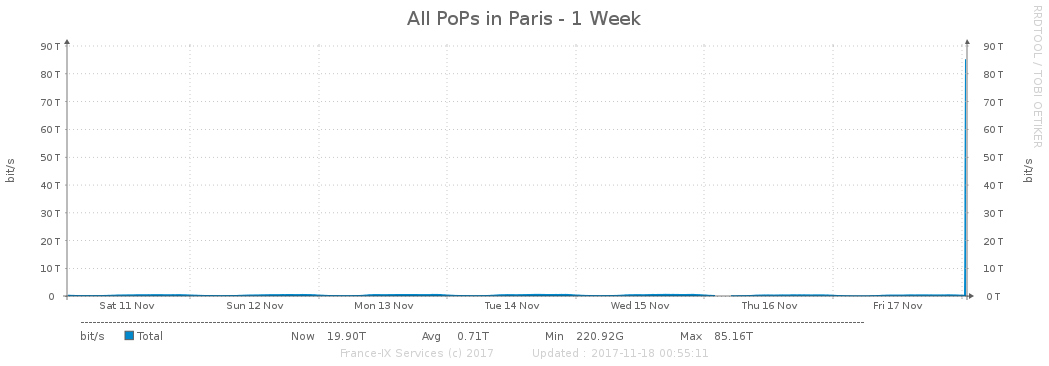 All PoPs in Paris - 1 Week
RRDTOOL / TOBI OETIKER
90 T 90 T
80 T 80 T
70 T 70 T
60 T 60 T
50 T 50 T
bit/s bit/s
40 T 40 T
30 T 30 T
20 T 20 T
10 T 10 T
0 0 T
Sat 11 Nov Sun 12 Nov Mon 13 Nov Tue 14 Nov Wed 15 Nov Thu 16 Nov Fri 17 Nov
bit/s Total Now 19.90T Avg 0.71T Min 220.92G Max 85.16T
France-IX Services (c) 2017 Updated : 2017-11-18 00:55:11